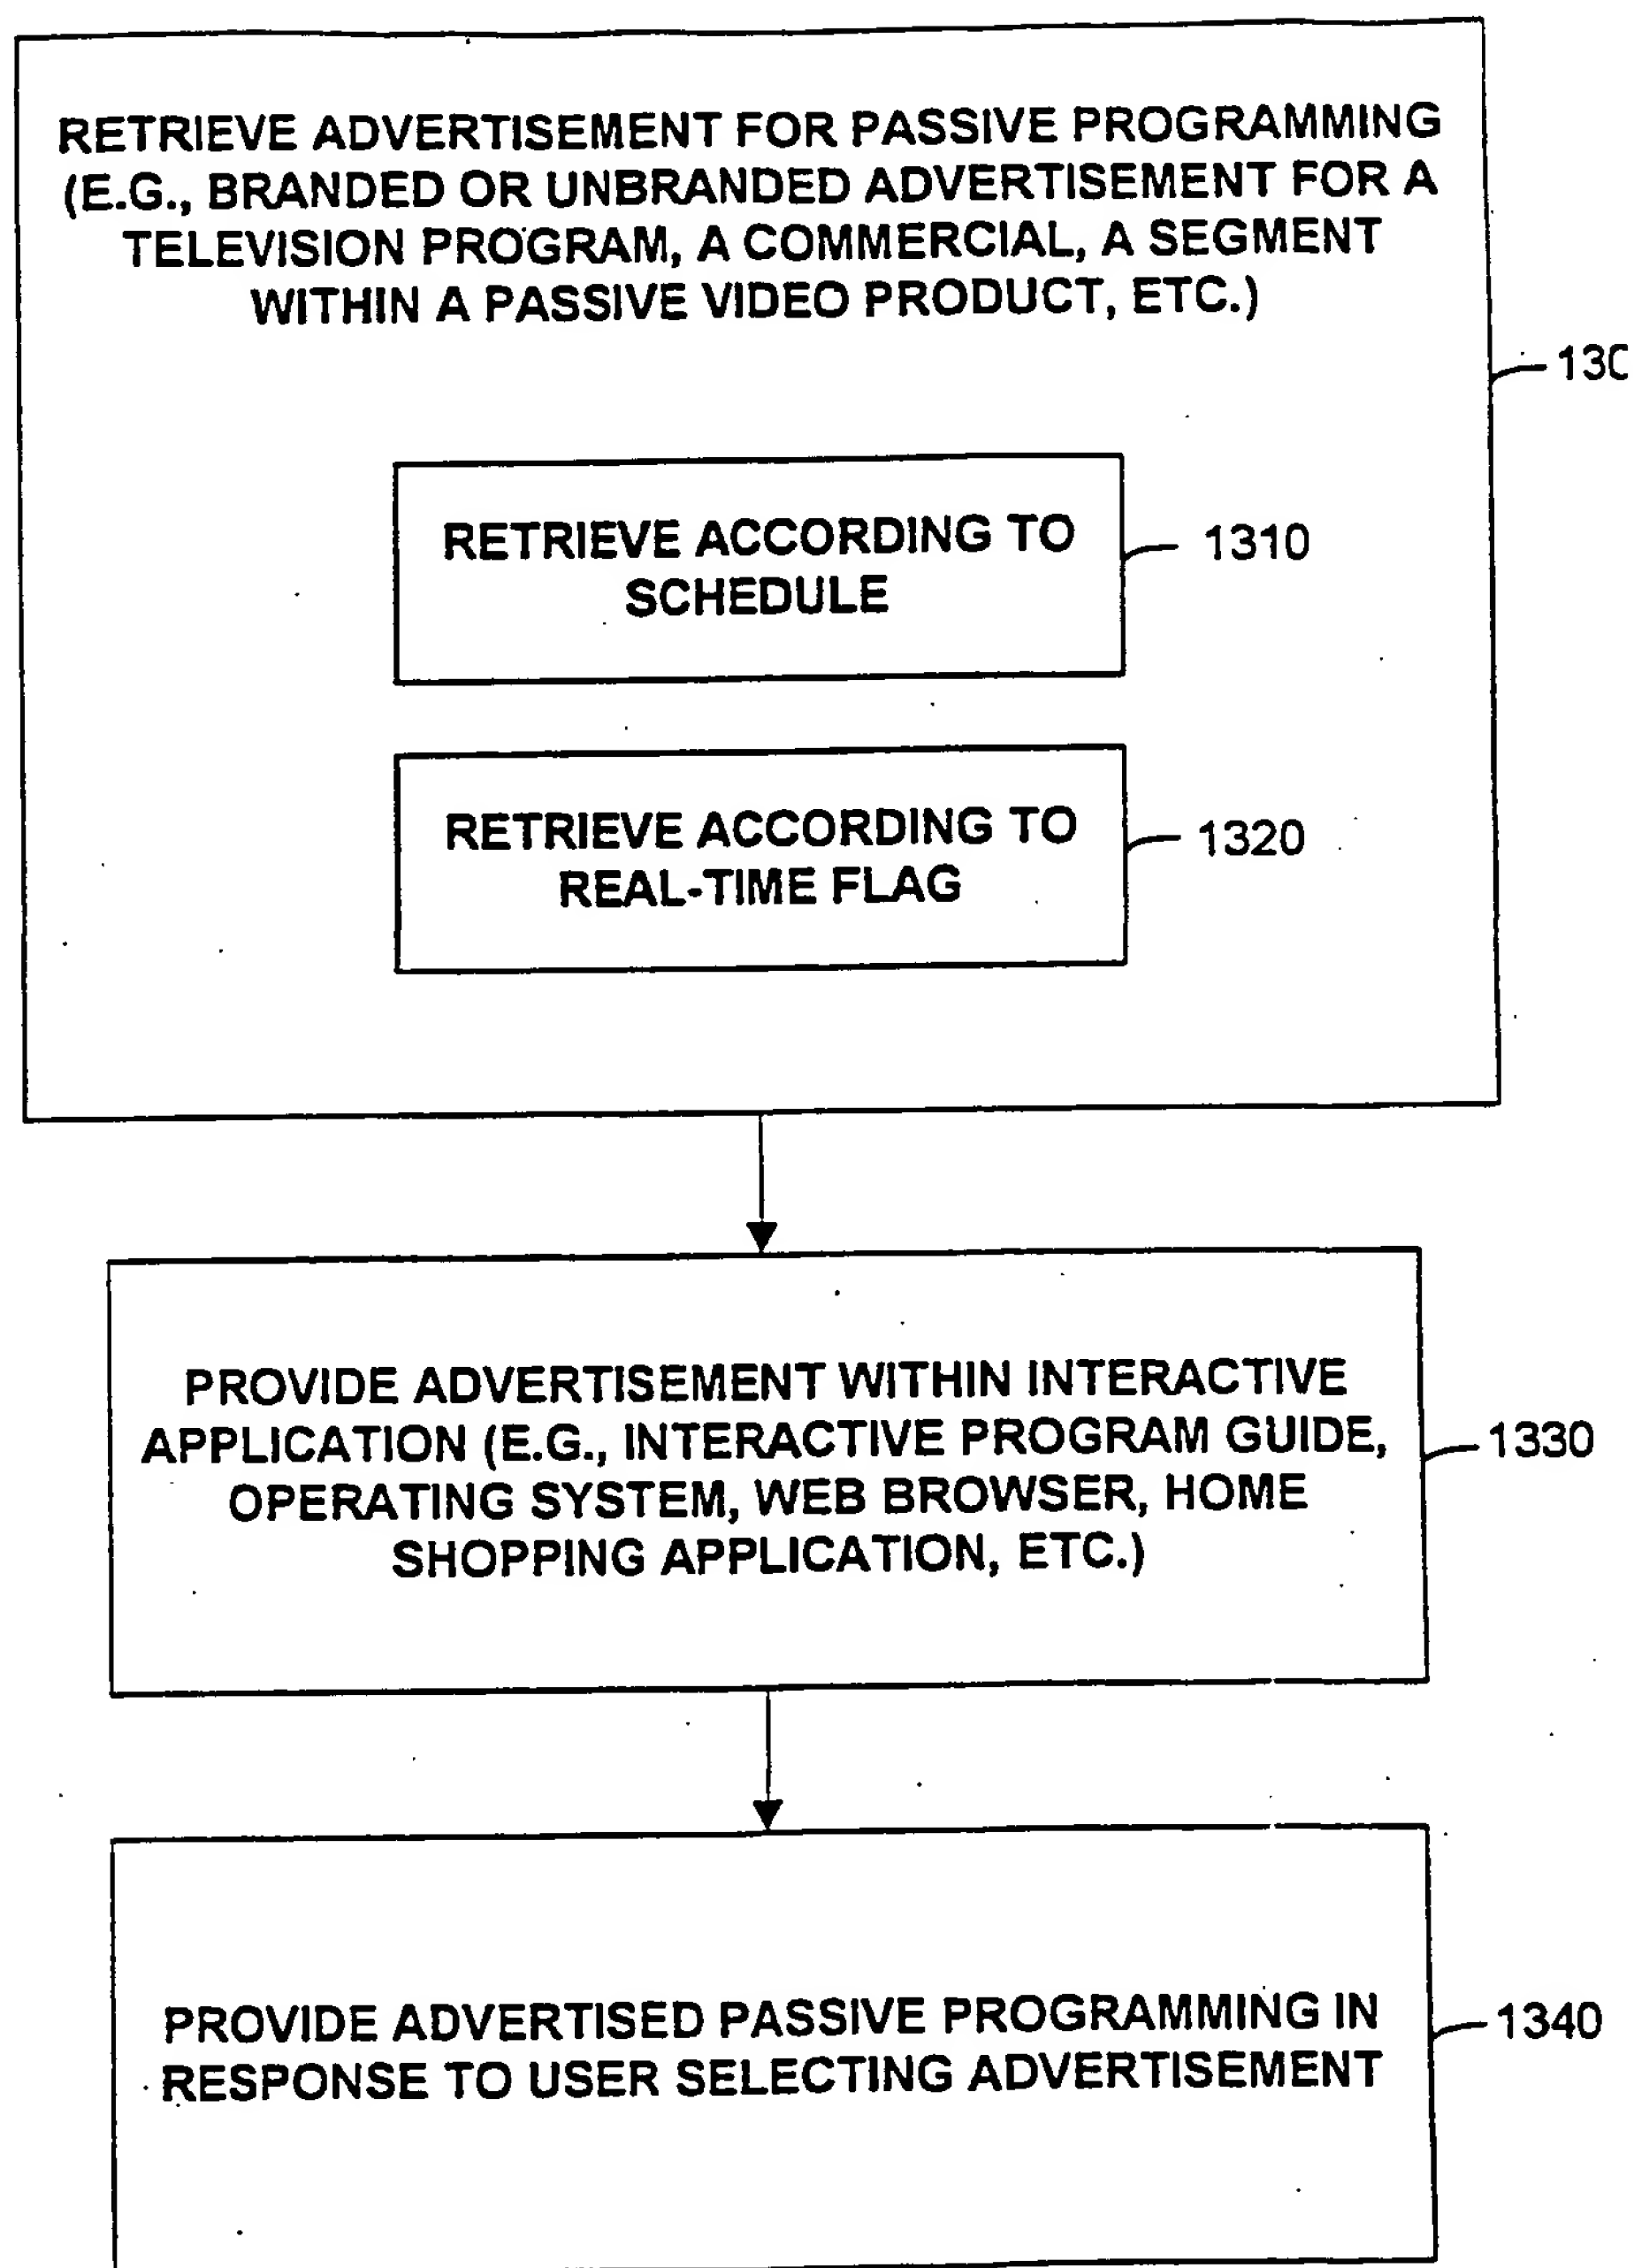 RETRIEVE ADVERTISEMENT FOR PASSIVE PROGRAMMING
(E.G., BRANDED OR UNBRANDED ADVERTISEMENT FOR A
TELEVISION PROGRAM, A COMMERCIAL, A SEGMENT
WITHIN A PASSIVE VIDEO PRODUCT, ETC.)
RETRIEVE ACCORDING TO
SCHEDULE
1310
RETRIEVE ACCORDING TO
REAL-TIME FLAG
1320
PROVIDE ADVERTISEMENT WITHIN INTERACTIVE
APPLICATION (E.G., INTERACTIVE PROGRAM GUIDE,
OPERATING SYSTEM, WEB BROWSER, HOME
SHOPPING APPLICATION, ETC.)
1330
PROVIDE ADVERTISED PASSIVE PROGRAMMING IN
RESPONSE TO USER SELECTING ADVERTISEMENT
1340